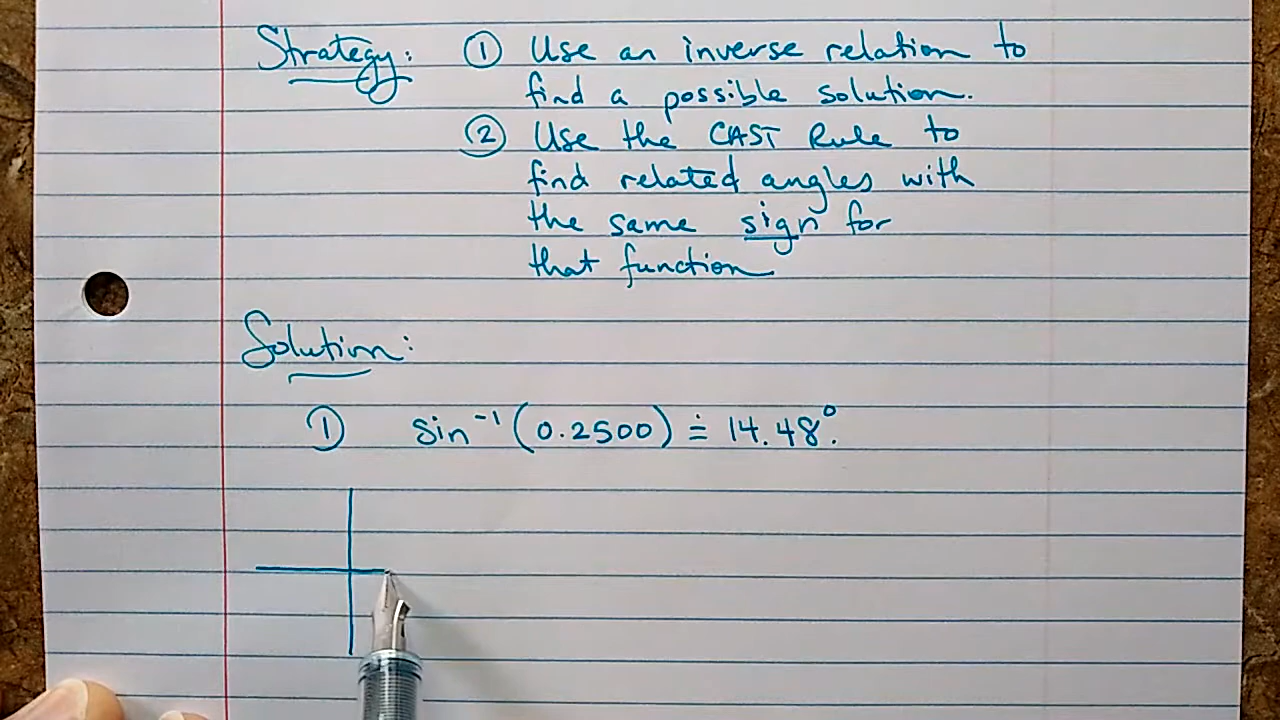 Strategy: ① Use an inverse relation to
find a possible solution.
② Use the CAST Rule to
find related angles with
the same sign for
that function
Solution:
① sin⁻¹(0.2500) ≐ 14.48°.